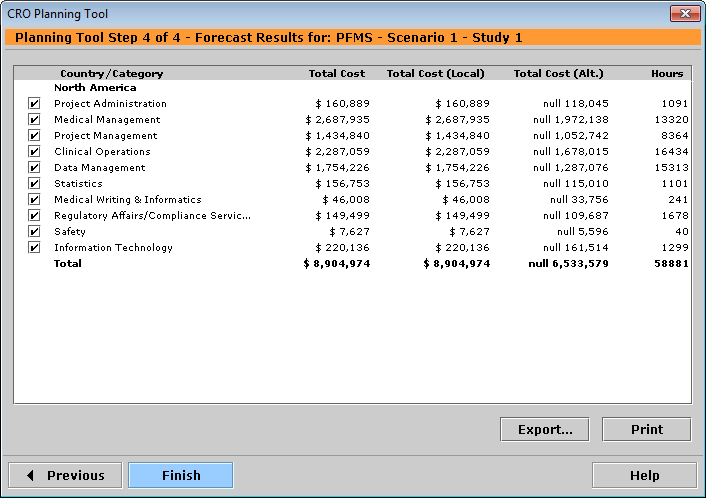 CRO Planning Tool
Planning Tool Step 4 of 4 - Forecast Results for: PFMS - Scenario 1 - Study 1
Country/Category Total Cost Total Cost (Local) Total Cost (Alt.) Hours
North America
Project Administration $ 160,889 $ 160,889 null 118,045 1091
Medical Management $ 2,687,935 $ 2,687,935 null 1,972,138 13320
Project Management $ 1,434,840 $ 1,434,840 null 1,052,742 8364
Clinical Operations $ 2,287,059 $ 2,287,059 null 1,678,015 16434
Data Management $ 1,754,226 $ 1,754,226 null 1,287,076 15313
Statistics $ 156,753 $ 156,753 null 115,010 1101
Medical Writing & Informatics $ 46,008 $ 46,008 null 33,756 241
Regulatory Affairs/Compliance Servic... $ 149,499 $ 149,499 null 109,687 1678
Safety $ 7,627 $ 7,627 null 5,596 40
Information Technology $ 220,136 $ 220,136 null 161,514 1299
Total $ 8,904,974 $ 8,904,974 null 6,533,579 58881
Export... Print
Previous Finish Help